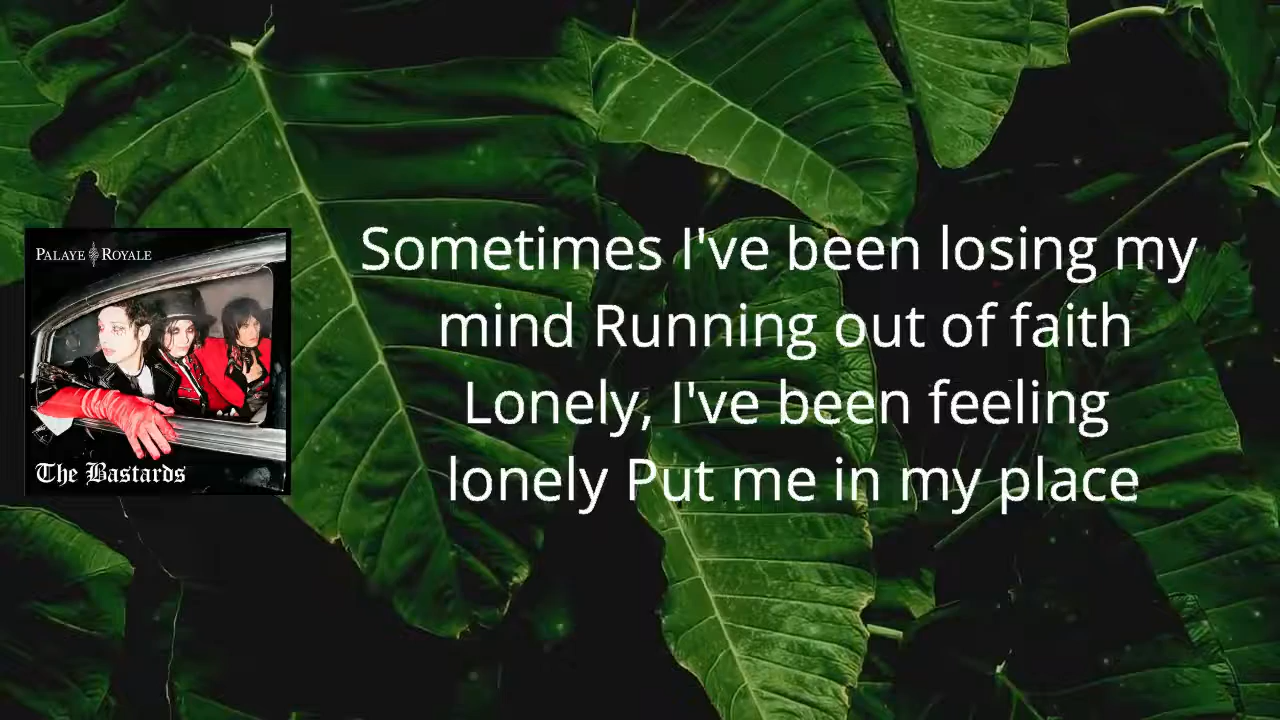 PALAYE ROYALE
The Bastards
Sometimes I've been losing my
mind Running out of faith
Lonely, I've been feeling
lonely Put me in my place